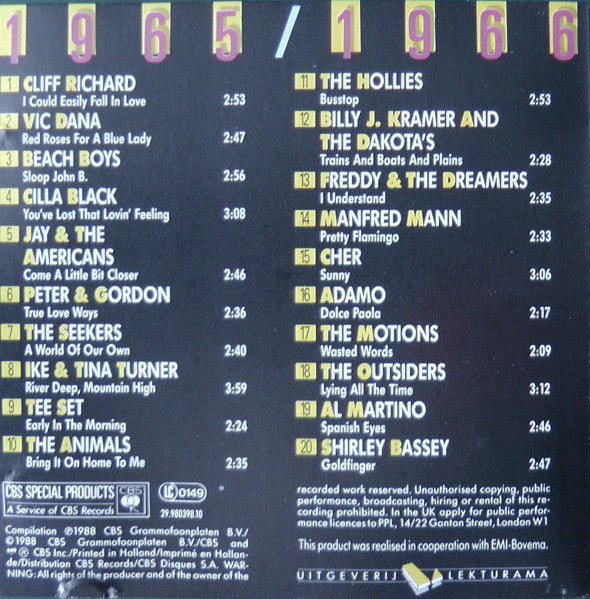 1965/1966
1 CLIFF RICHARD
I Could Easily Fall In Love 2:53
2 VIC DANA
Red Roses For A Blue Lady 2:47
3 BEACH BOYS
Sloop John B. 2:56
4 CILLA BLACK
You've Lost That Lovin' Feeling 3:08
5 JAY & THE
AMERICANS
Come A Little Bit Closer 2:46
6 PETER & GORDON
True Love Ways 2:36
7 THE SEEKERS
A World Of Our Own 2:40
8 IKE & TINA TURNER
River Deep, Mountain High 3:59
9 TEE SET
Early In The Morning 2:24
10 THE ANIMALS
Bring It On Home To Me 2:35
CBS SPECIAL PRODUCTS CBS
A Service of CBS Records
LC 0149
29.980398.10
Compilation ℗1988 CBS Grammofoonplaten B.V./
©1988 CBS Grammofoonplaten B.V./CBS and
® CBS Inc./Printed in Holland/Imprimé en Hollan-
de/Distribution CBS Records/CBS Disques S.A. WAR-
NING: All rights of the producer and of the owner of the
11 THE HOLLIES
Busstop 2:53
12 BILLY J. KRAMER AND
THE DAKOTA'S
Trains And Boats And Plains 2:28
13 FREDDY & THE DREAMERS
I Understand 2:35
14 MANFRED MANN
Pretty Flamingo 2:33
15 CHER
Sunny 3:06
16 ADAMO
Dolce Paola 2:17
17 THE MOTIONS
Wasted Words 2:09
18 THE OUTSIDERS
Lying All The Time 3:12
19 AL MARTINO
Spanish Eyes 2:46
20 SHIRLEY BASSEY
Goldfinger 2:47
recorded work reserved. Unauthorised copying, public
performance, broadcasting, hiring or rental of this re-
cording prohibited. In the UK apply for public perfor-
mance licences to PPL, 14/22 Ganton Street, London W1
This product was realised in cooperation with EMI-Bovema.
UITGEVERIJ LEKTURAMA